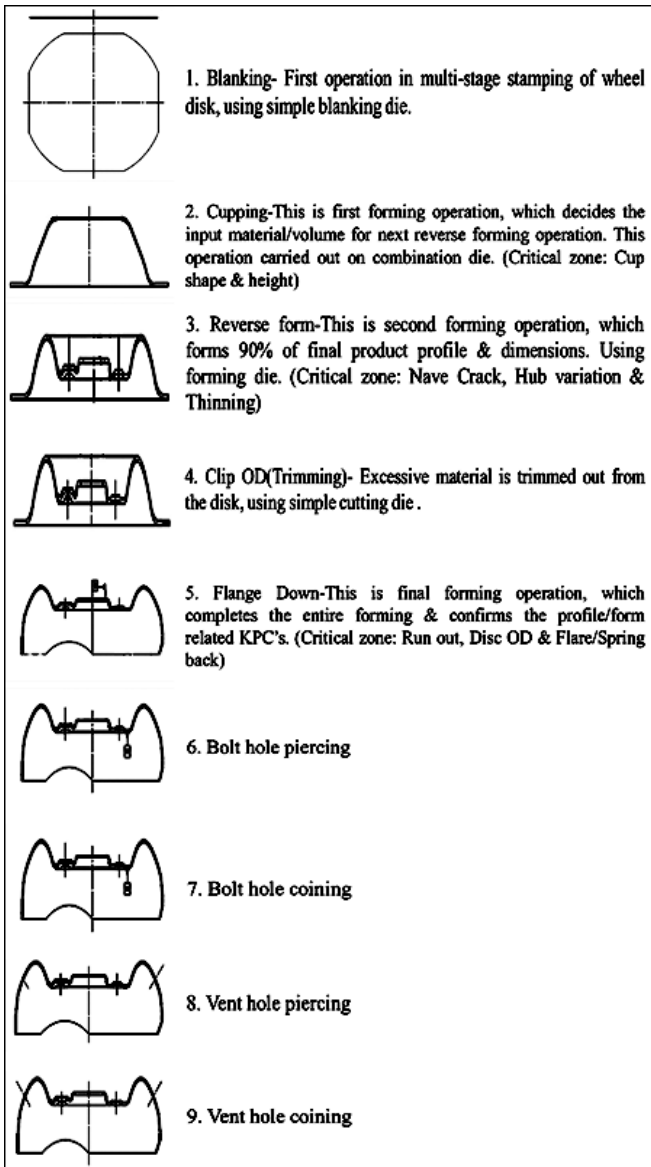 1. Blanking- First operation in multi-stage stamping of wheel
disk, using simple blanking die.
2. Cupping-This is first forming operation, which decides the
input material/volume for next reverse forming operation. This
operation carried out on combination die. (Critical zone: Cup
shape & height)
3. Reverse form-This is second forming operation, which
forms 90% of final product profile & dimensions. Using
forming die. (Critical zone: Nave Crack, Hub variation &
Thinning)
4. Clip OD(Trimming)- Excessive material is trimmed out from
the disk, using simple cutting die .
5. Flange Down-This is final forming operation, which
completes the entire forming & confirms the profile/form
related KPC's. (Critical zone: Run out, Disc OD & Flare/Spring
back)
6. Bolt hole piercing
7. Bolt hole coining
8. Vent hole piercing
9. Vent hole coining